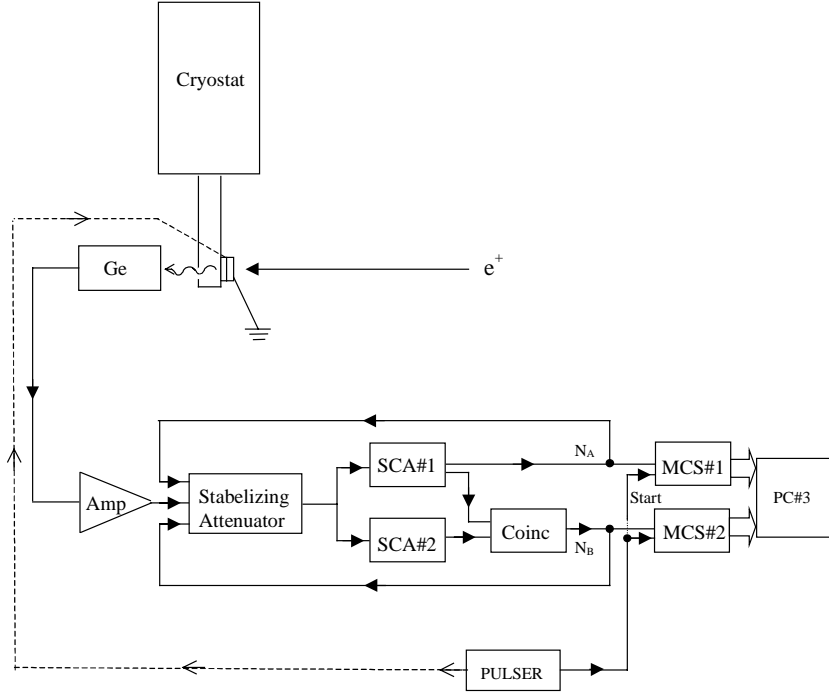 Cryostat
Ge
e+
Amp
Stabelizing
Attenuator
SCA#1
SCA#2
Coinc
NA
NB
Start
MCS#1
MCS#2
PC#3
PULSER